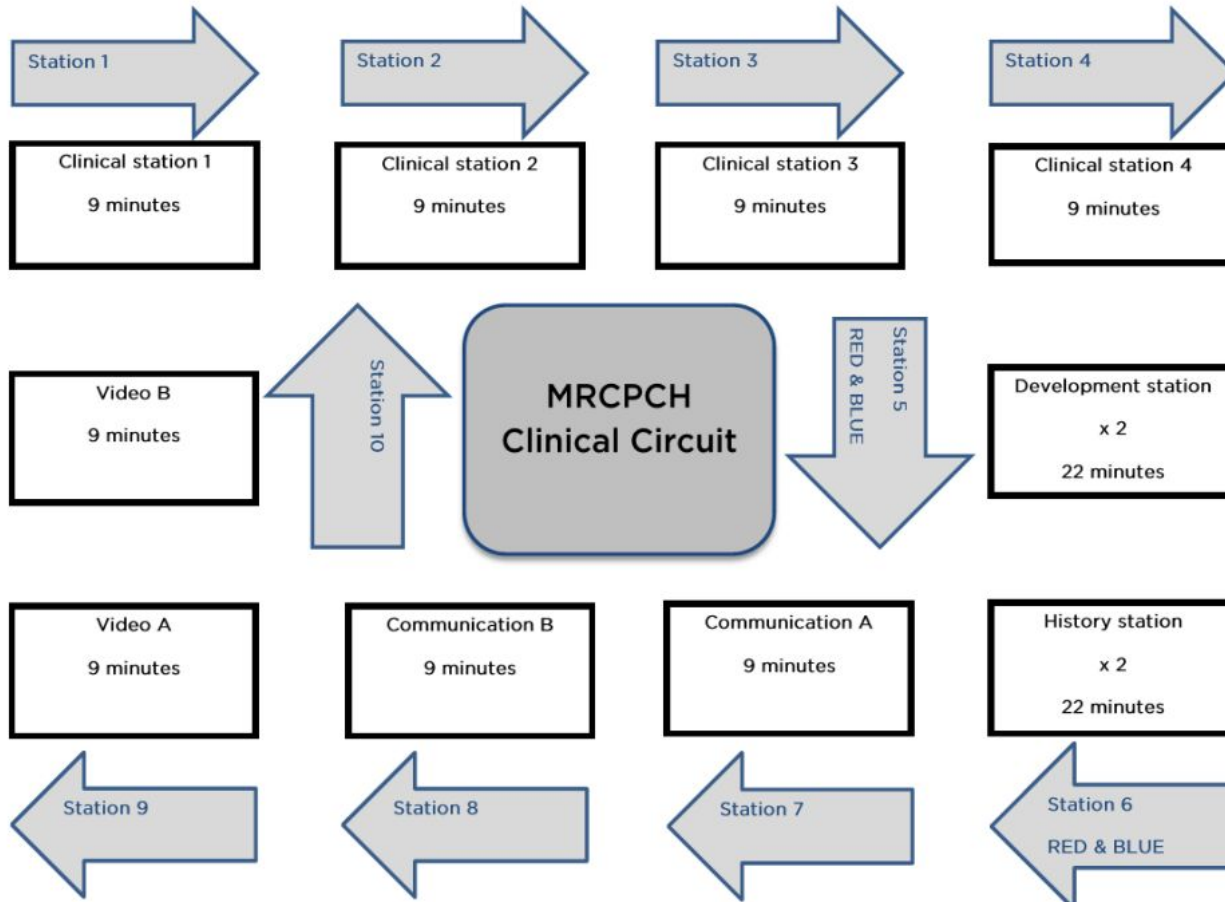 Station 1
Station 2
Station 3
Station 4
Clinical station 1
9 minutes
Clinical station 2
9 minutes
Clinical station 3
9 minutes
Clinical station 4
9 minutes
Video B
9 minutes
Station 10
MRCPCH
Clinical Circuit
Station 5
RED & BLUE
Development station
x 2
22 minutes
Video A
9 minutes
Communication B
9 minutes
Communication A
9 minutes
History station
x 2
22 minutes
Station 9
Station 8
Station 7
Station 6
RED & BLUE